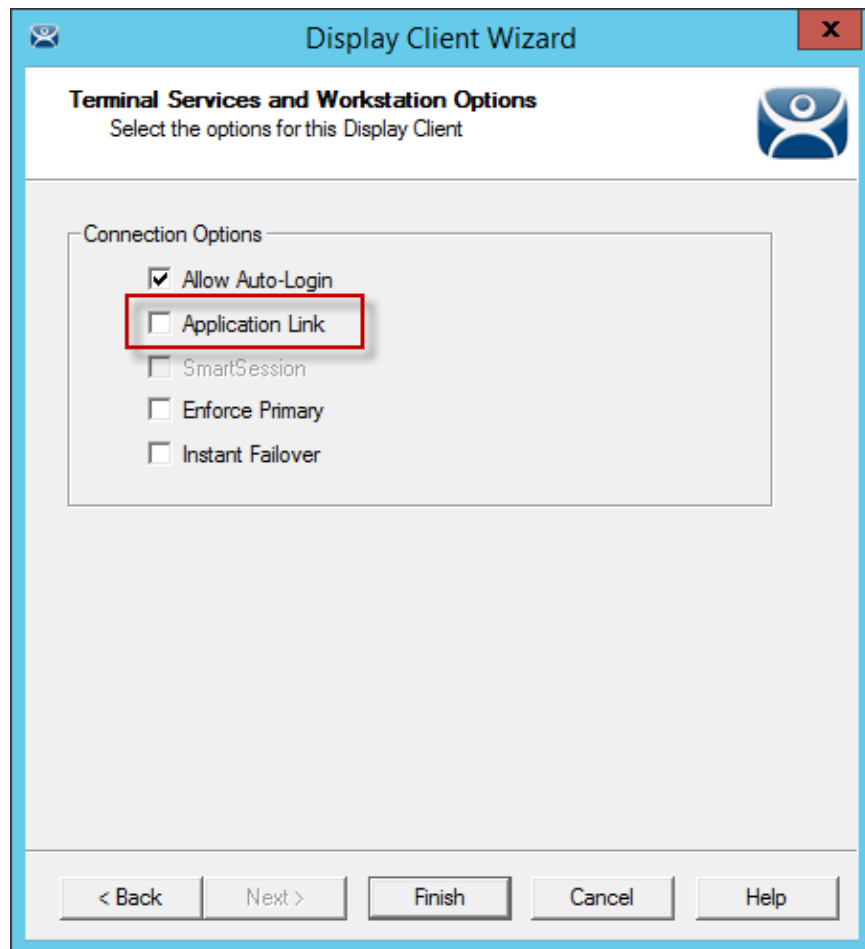 Display Client Wizard
x
Terminal Services and Workstation Options
Select the options for this Display Client
Connection Options
Allow Auto-Login
Application Link
SmartSession
Enforce Primary
Instant Failover
< Back Next > Finish Cancel Help